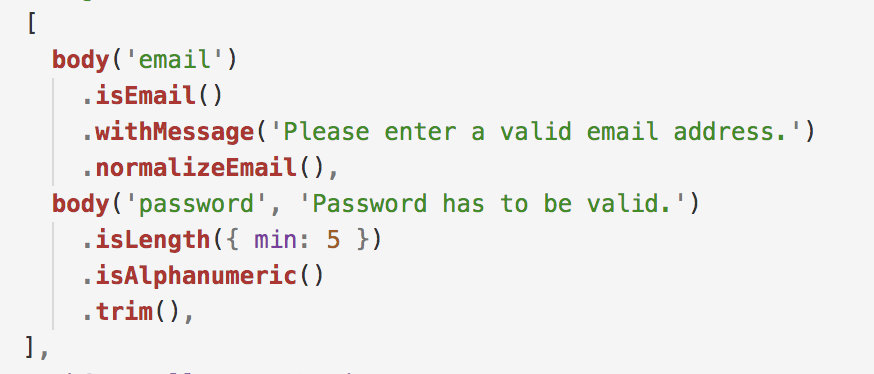 [
body('email')
.isEmail()
.withMessage('Please enter a valid email address.')
.normalizeEmail(),
body('password', 'Password has to be valid.')
.isLength({ min: 5 })
.isAlphanumeric()
.trim(),
],